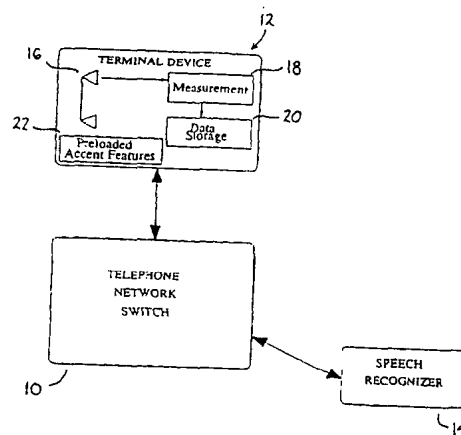 12
TERMINAL DEVICE
16
Measurement
18
Data
Storage
20
22
Preloaded
Accent Features
TELEPHONE
NETWORK
SWITCH
10
SPEECH
RECOGNIZER
14